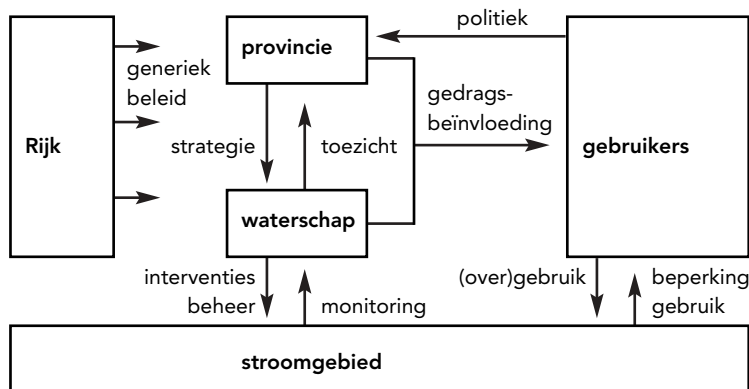 politiek
provincie
generiek
beleid
gedrags-
beïnvloeding
Rijk
strategie
toezicht
gebruikers
waterschap
interventies
beheer
monitoring
(over)gebruik
beperking
gebruik
stroomgebied